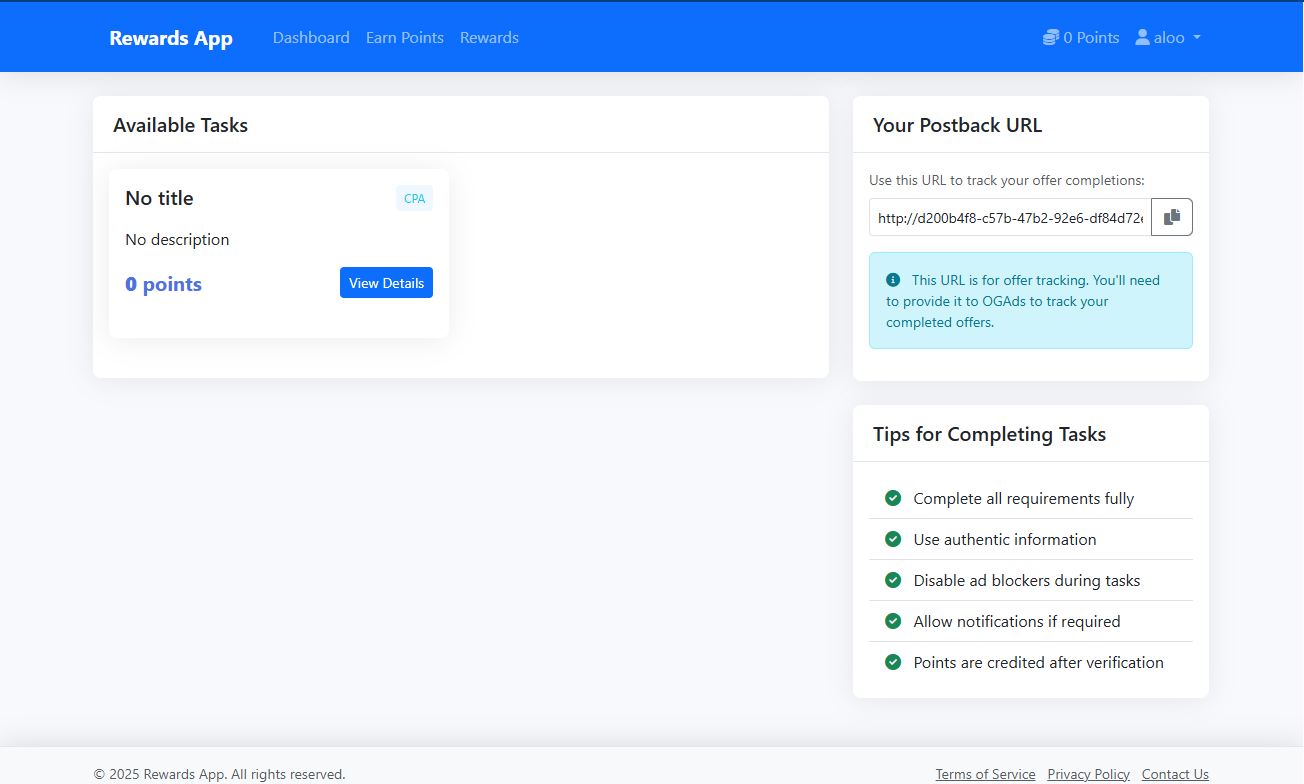 Rewards App Dashboard Earn Points Rewards 0 Points aloo
Available Tasks
No title CPA
No description
0 points View Details
Your Postback URL
Use this URL to track your offer completions:
http://d200b4f8-c57b-47b2-92e6-df84d72e
This URL is for offer tracking. You'll need
to provide it to OGAds to track your
completed offers.
Tips for Completing Tasks
Complete all requirements fully
Use authentic information
Disable ad blockers during tasks
Allow notifications if required
Points are credited after verification
© 2025 Rewards App. All rights reserved. Terms of Service Privacy Policy Contact Us